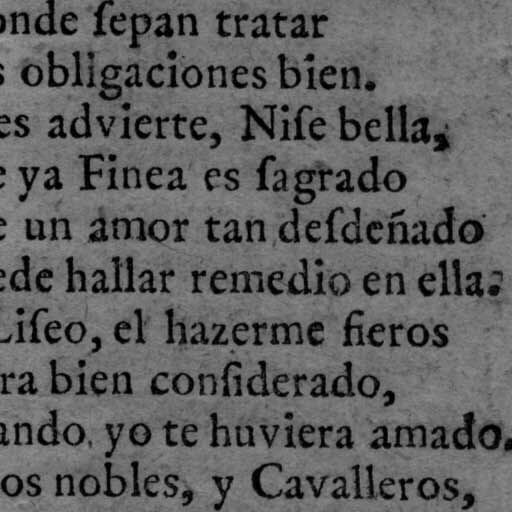 onde ſepan tratar
s obligaciones bien.
es advierte, Niſe bella,
e ya Finea es ſagrado
e un amor tan deſdeñado
ede hallar remedio en ella.
Liſeo, el hazerme fieros
ra bien conſiderado,
ando yo te huviera amado.
os nobles, y Cavalleros,